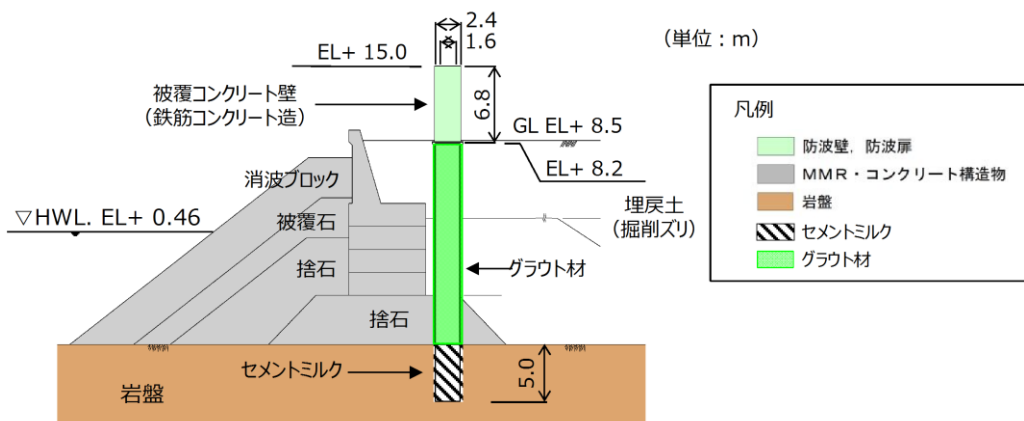 2.4
1.6
(単位：m)
EL+ 15.0
被覆コンクリート壁
(鉄筋コンクリート造)
6.8
GL EL+ 8.5
EL+ 8.2
消波ブロック
▽HWL. EL+ 0.46
被覆石
捨石
捨石
埋戻土
(掘削ズリ)
グラウト材
セメントミルク
5.0
岩盤
凡例
防波壁，防波扉
MMR・コンクリート構造物
岩盤
セメントミルク
グラウト材